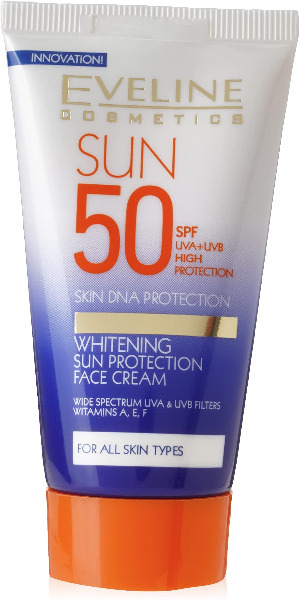 INNOVATION!
EVELINE
COSMETICS
SUN
50
SPF
UVA+UVB
HIGH
PROTECTION
SKIN DNA PROTECTION
WHITENING
SUN PROTECTION
FACE CREAM
WIDE SPECTRUM UVA & UVB FILTERS
WITAMINS A, E, F
FOR ALL SKIN TYPES